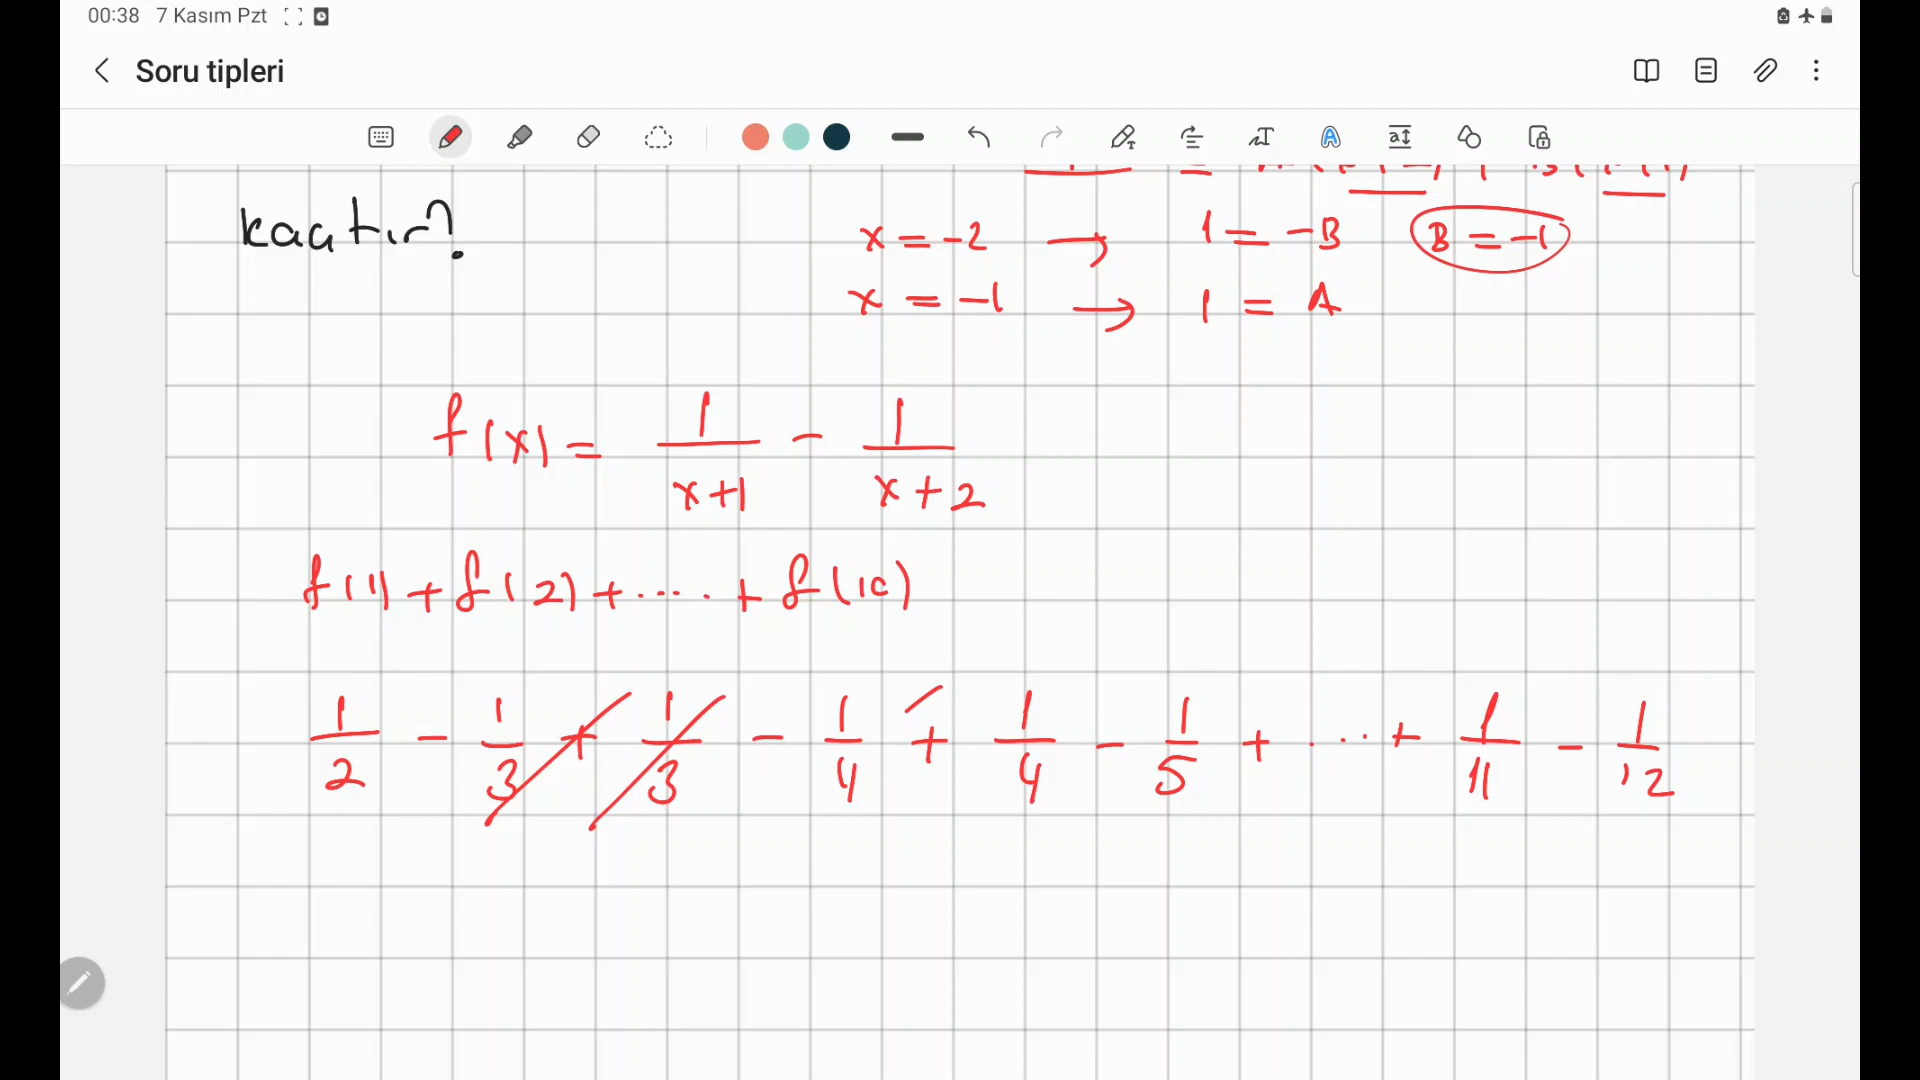 00:38 7 Kasım Pzt
Soru tipleri
kaçtır?
x = -2 → 1 = -B B = -1
x = -1 → 1 = A
f(x) = 1/(x+1) - 1/(x+2)
f(1) + f(2) + ... + f(10)
1/2 - 1/3 + 1/3 - 1/4 + 1/4 - 1/5 + ... + 1/11 - 1/12